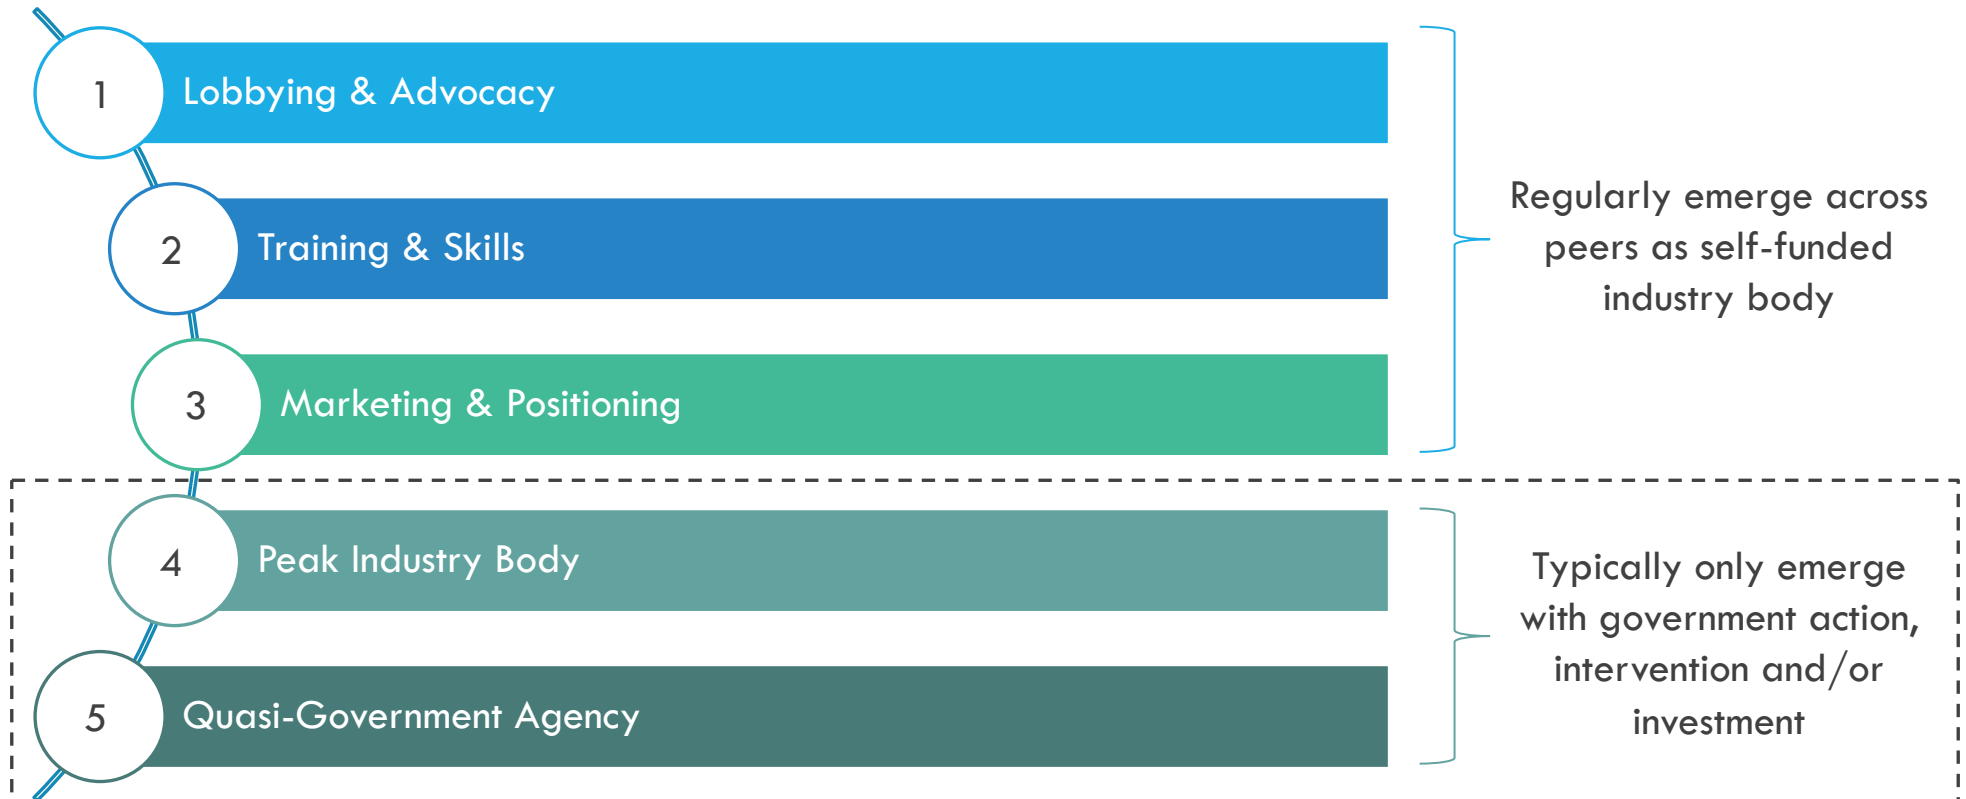 1
Lobbying & Advocacy
2
Training & Skills
3
Marketing & Positioning
Regularly emerge across
peers as self-funded
industry body
4
Peak Industry Body
5
Quasi-Government Agency
Typically only emerge
with government action,
intervention and/or
investment